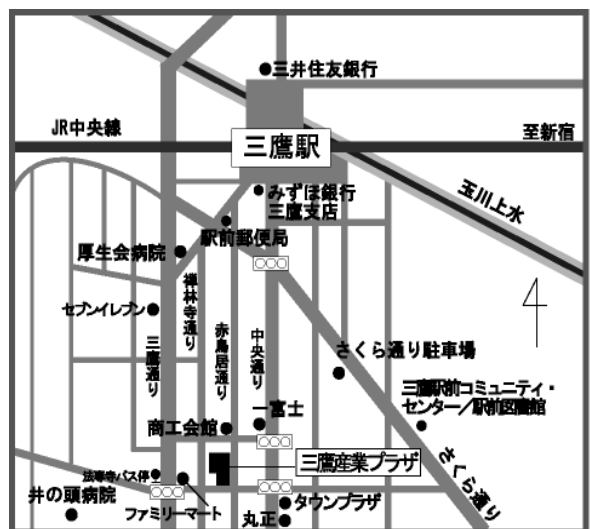 三井住友銀行
JR中央線
三鷹駅
至新宿
みずほ銀行
三鷹支店
玉川上水
駅前郵便局
厚生会病院
禅林寺通り
セブンイレブン
三鷹通り
赤鳥居通り
中央通り
さくら通り駐車場
三鷹駅前コミュニティ・
センター/駅前図書館
一富士
商工会館
三鷹産業プラザ
さくら通り
法専寺バス停
井の頭病院
ファミリーマート
タウンプラザ
丸正